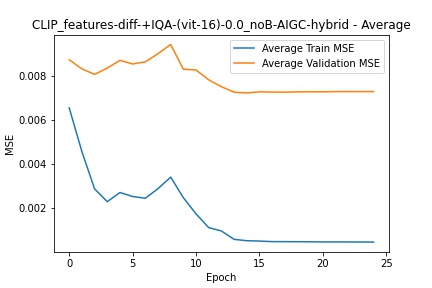 CLIP_features-diff-+IQA-(vit-16)-0.0_noB-AIGC-hybrid - Average
Average Train MSE
Average Validation MSE
0.008
0.006
0.004
0.002
MSE
0 5 10 15 20 25
Epoch